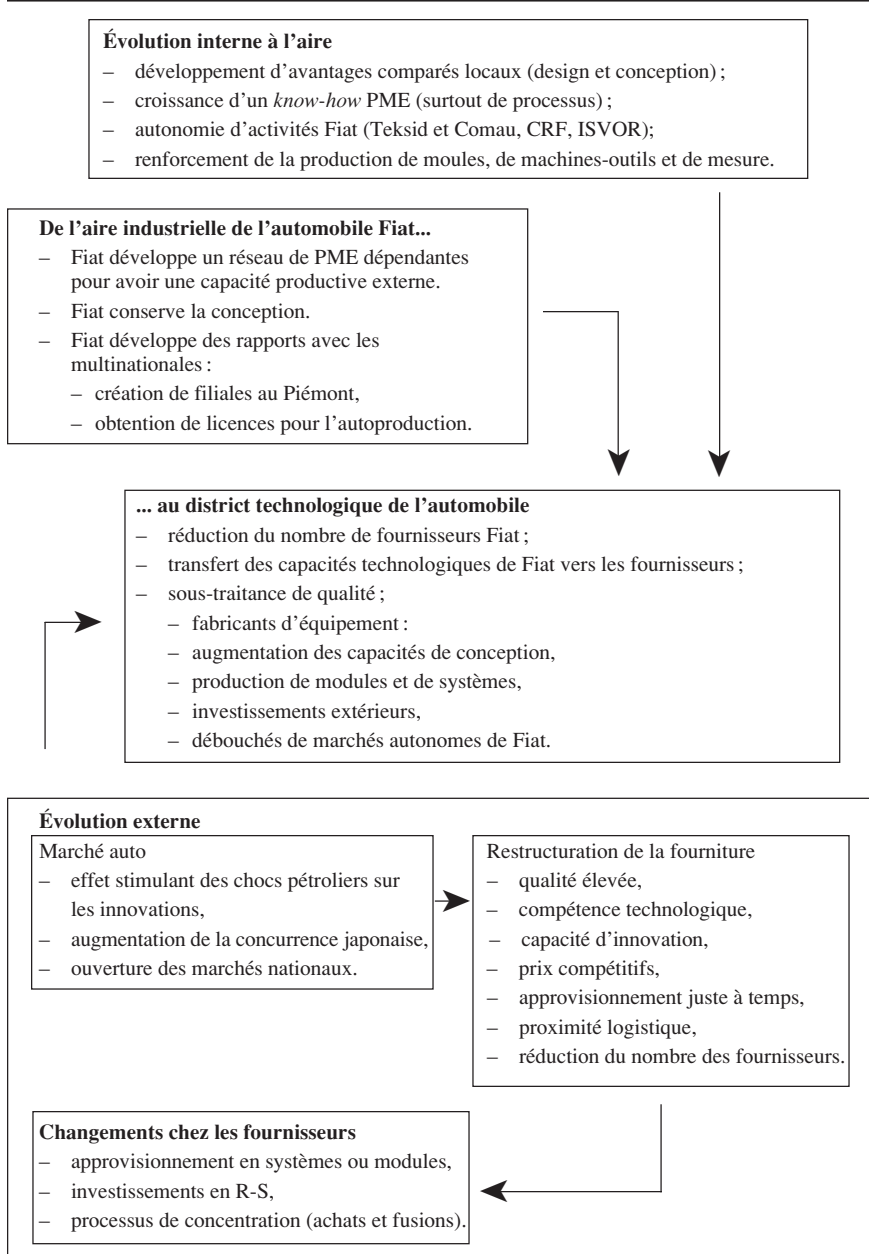 Évolution interne à l'aire
– développement d'avantages comparés locaux (design et conception) ;
– croissance d'un know-how PME (surtout de processus) ;
– autonomie d'activités Fiat (Teksid et Comau, CRF, ISVOR);
– renforcement de la production de moules, de machines-outils et de mesure.
De l'aire industrielle de l'automobile Fiat...
– Fiat développe un réseau de PME dépendantes
pour avoir une capacité productive externe.
– Fiat conserve la conception.
– Fiat développe des rapports avec les
multinationales :
– création de filiales au Piémont,
– obtention de licences pour l'autoproduction.
... au district technologique de l'automobile
– réduction du nombre de fournisseurs Fiat ;
– transfert des capacités technologiques de Fiat vers les fournisseurs ;
– sous-traitance de qualité ;
– fabricants d'équipement :
– augmentation des capacités de conception,
– production de modules et de systèmes,
– investissements extérieurs,
– débouchés de marchés autonomes de Fiat.
Évolution externe
Marché auto
– effet stimulant des chocs pétroliers sur
les innovations,
– augmentation de la concurrence japonaise,
– ouverture des marchés nationaux.
Restructuration de la fourniture
– qualité élevée,
– compétence technologique,
– capacité d'innovation,
– prix compétitifs,
– approvisionnement juste à temps,
– proximité logistique,
– réduction du nombre des fournisseurs.
Changements chez les fournisseurs
– approvisionnement en systèmes ou modules,
– investissements en R-S,
– processus de concentration (achats et fusions).